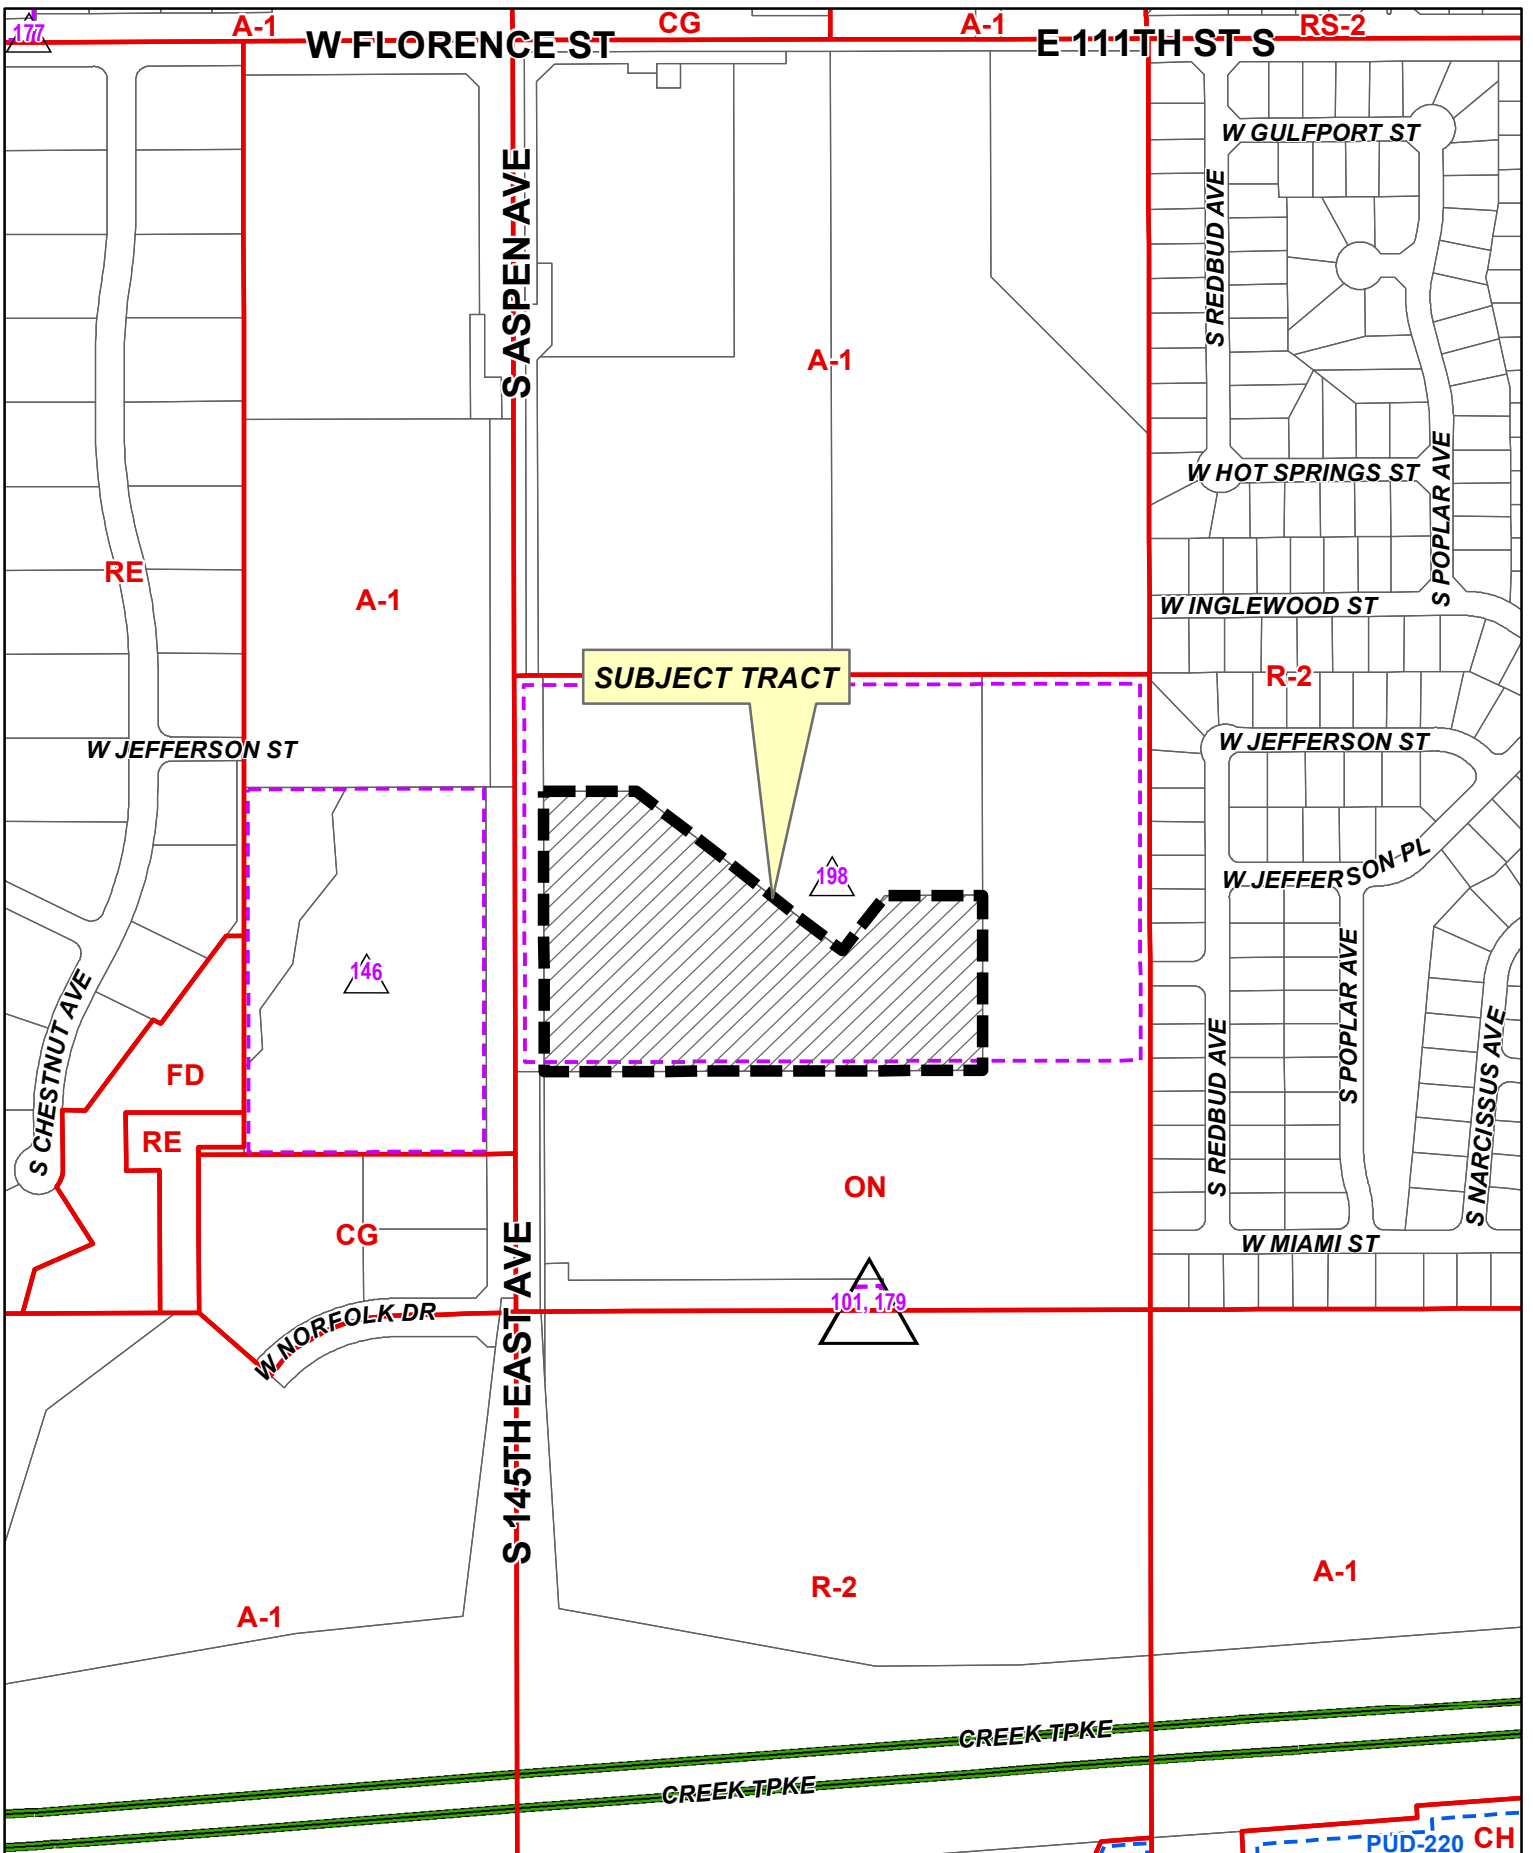 177
A-1
CG
A-1
RS-2
W FLORENCE ST
E 111TH ST S
W GULFPORT ST
S ASPEN AVE
S REDBUD AVE
A-1
W HOT SPRINGS ST
S POPLAR AVE
RE
A-1
W INGLEWOOD ST
SUBJECT TRACT
R-2
W JEFFERSON ST
W JEFFERSON ST
198
W JEFFERSON PL
146
S CHESTNUT AVE
S POPLAR AVE
FD
S REDBUD AVE
S NARCISSUS AVE
RE
ON
CG
W MIAMI ST
101, 179
W NORFOLK DR
S 145TH EAST AVE
A-1
R-2
A-1
CREEK TPKE
CREEK TPKE
PUD-220
CH